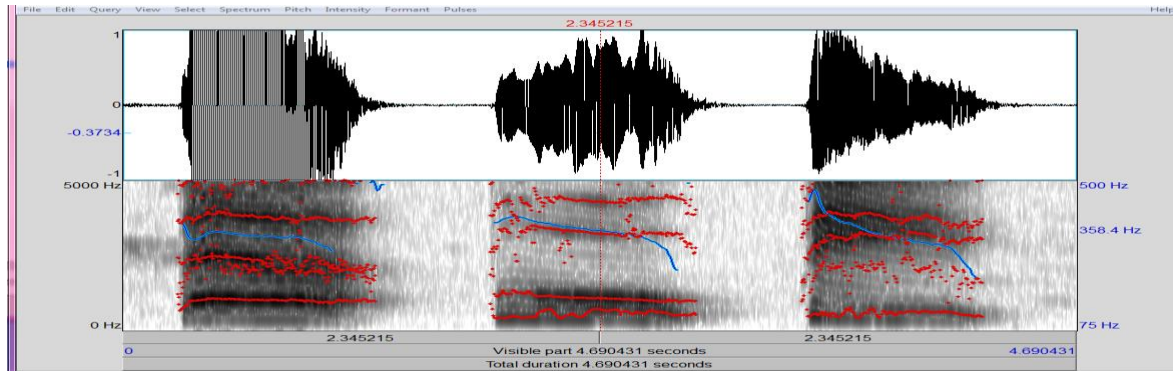 File Edit Query View Select Spectrum Pitch Intensity Formant Pulses Help
2.345215
1
0
-0.3734
-1
5000 Hz 500 Hz
358.4 Hz
0 Hz 75 Hz
2.345215 2.345215
0 Visible part 4.690431 seconds 4.690431
Total duration 4.690431 seconds